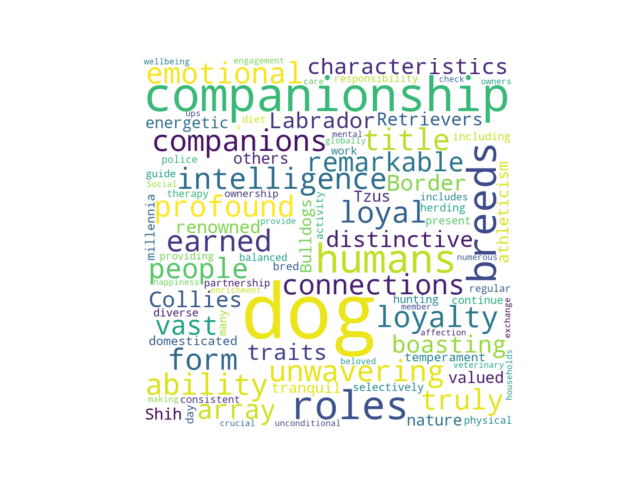 wellbeing engagement
emotional characteristics
care responsibility check owners
companionship
energetic diet Labrador Retrievers
ups
s
companions mental title including
globally
police others work remarkable
guide intelligence Border breeds
Social therapy ownership Tzus includes athleticism
millennia profound provide activity loyal herding
renowned Bulldogs present
earned distinctive
providing balanced humans numerous
people bred connections
happiness partnership
enrichment
Collies dog hunting continue regular
diverse many member loyalty exchange
vast affection
domesticated traits boasting
form beloved temperament
unwavering veterinary
ability tranquil selectively valued households
making consistent roles truly
Shih day array nature physical
crucial unconditional